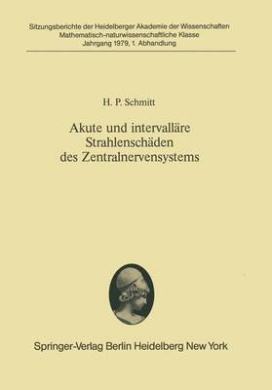 Sitzungsberichte der Heidelberger Akademie der Wissenschaften
Mathematisch-naturwissenschaftliche Klasse
Jahrgang 1979, 1. Abhandlung
H. P. Schmitt
Akute und intervalläre
Strahlenschäden
des Zentralnervensystems
Springer-Verlag Berlin Heidelberg New York